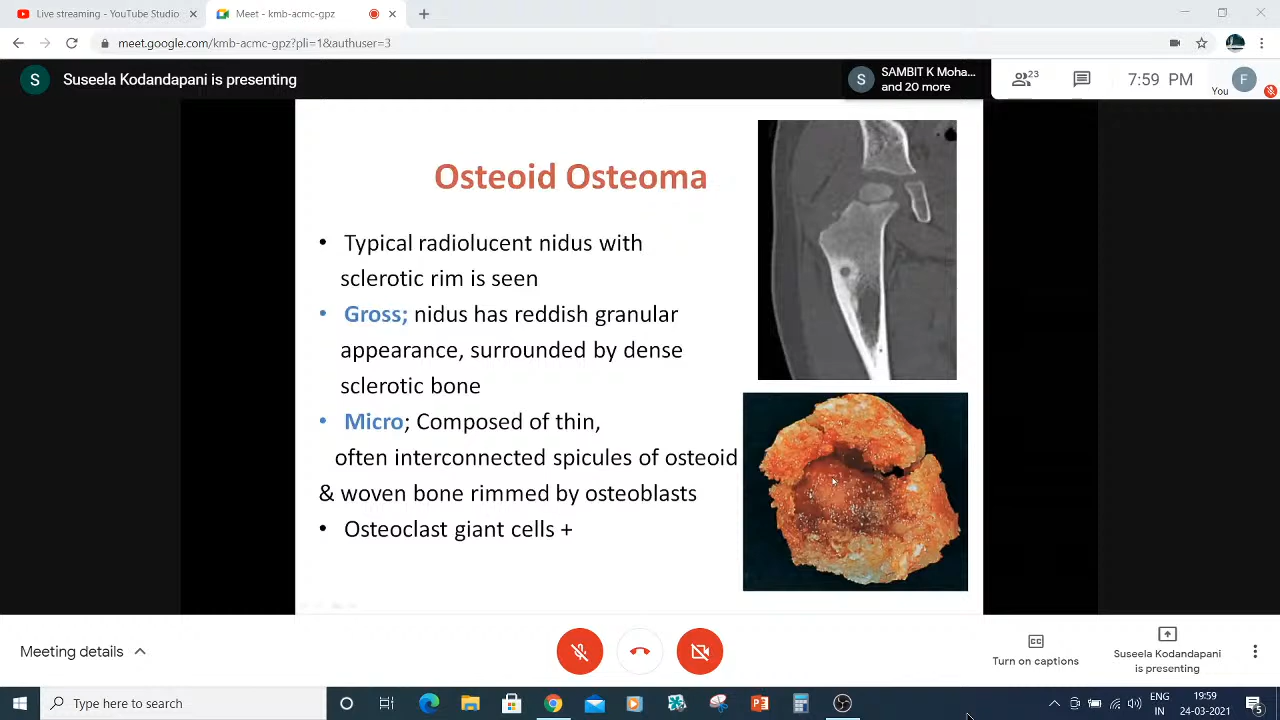 Live streaming - YouTube Studio
Meet - kmb-acmc-gpz
meet.google.com/kmb-acmc-gpz?pli=1&authuser=3
S
Suseela Kodandapani is presenting
S
SAMBIT K Moha...
and 20 more
23
7:59 PM
You
F
Osteoid Osteoma
• Typical radiolucent nidus with
sclerotic rim is seen
• Gross; nidus has reddish granular
appearance, surrounded by dense
sclerotic bone
• Micro; Composed of thin,
often interconnected spicules of osteoid
& woven bone rimmed by osteoblasts
• Osteoclast giant cells +
Meeting details
CC
Turn on captions
Suseela Kodandapani
is presenting
Type here to search
ENG
IN
19:59
24-03-2021
5